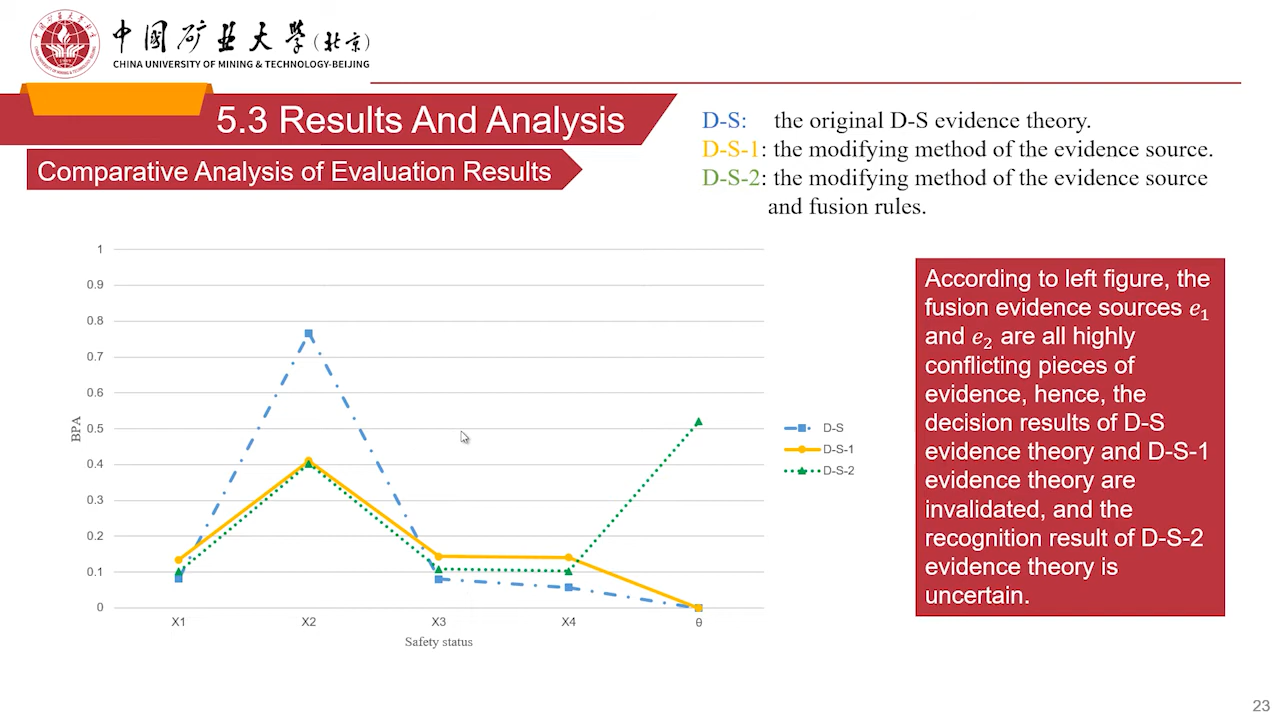 中国矿业大学(北京)
CHINA UNIVERSITY OF MINING & TECHNOLOGY-BEIJING
5.3 Results And Analysis
Comparative Analysis of Evaluation Results
D-S: the original D-S evidence theory.
D-S-1: the modifying method of the evidence source.
D-S-2: the modifying method of the evidence source
and fusion rules.
1
0.9
0.8
0.7
0.6
0.5
0.4
0.3
0.2
0.1
0
BPA
X1 X2 X3 X4 θ
Safety status
D-S
D-S-1
D-S-2
According to left figure, the
fusion evidence sources e₁
and e₂ are all highly
conflicting pieces of
evidence, hence, the
decision results of D-S
evidence theory and D-S-1
evidence theory are
invalidated, and the
recognition result of D-S-2
evidence theory is
uncertain.
23